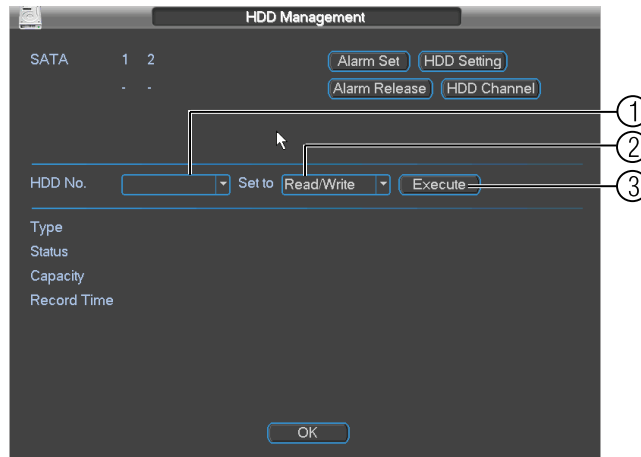 HDD Management
SATA 1 2 Alarm Set HDD Setting
- - Alarm Release HDD Channel
1
2
HDD No. Set to Read/Write Execute 3
Type
Status
Capacity
Record Time
OK